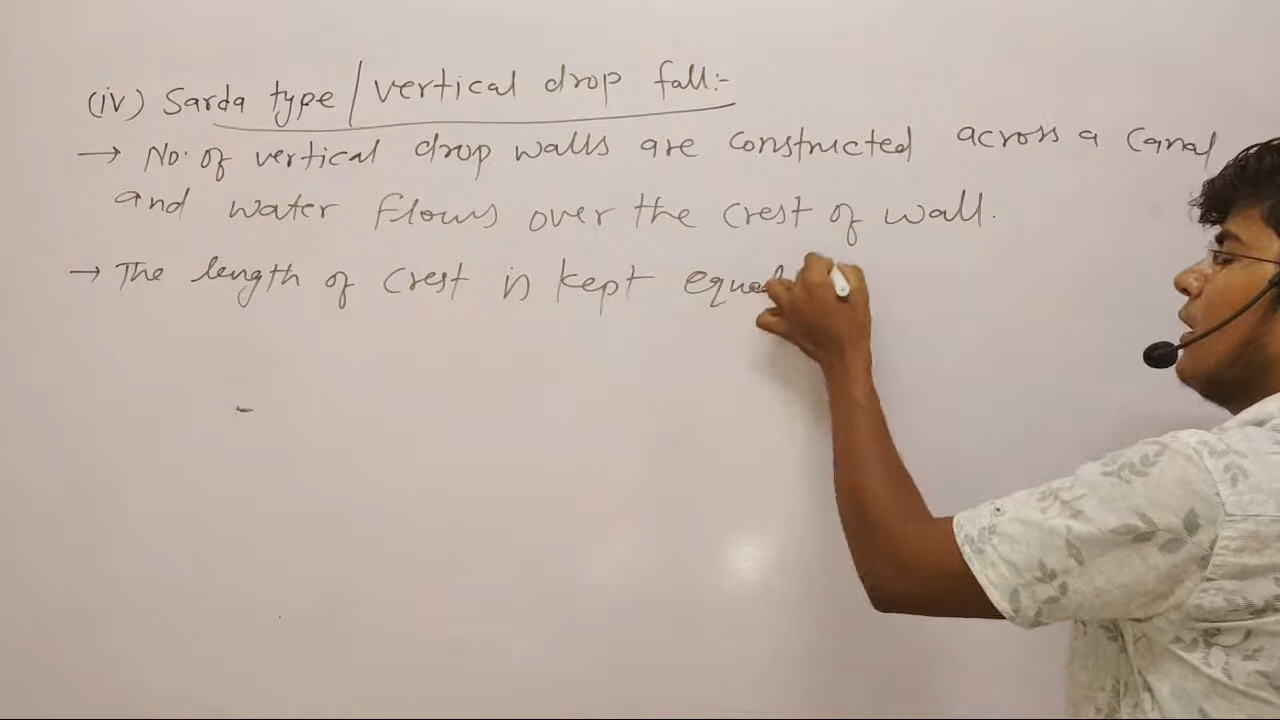 (iv) Sarda type / vertical drop fall:-
→ No. of vertical drop walls are constructed across a canal
and water flows over the crest of wall.
→ The length of crest is kept equal